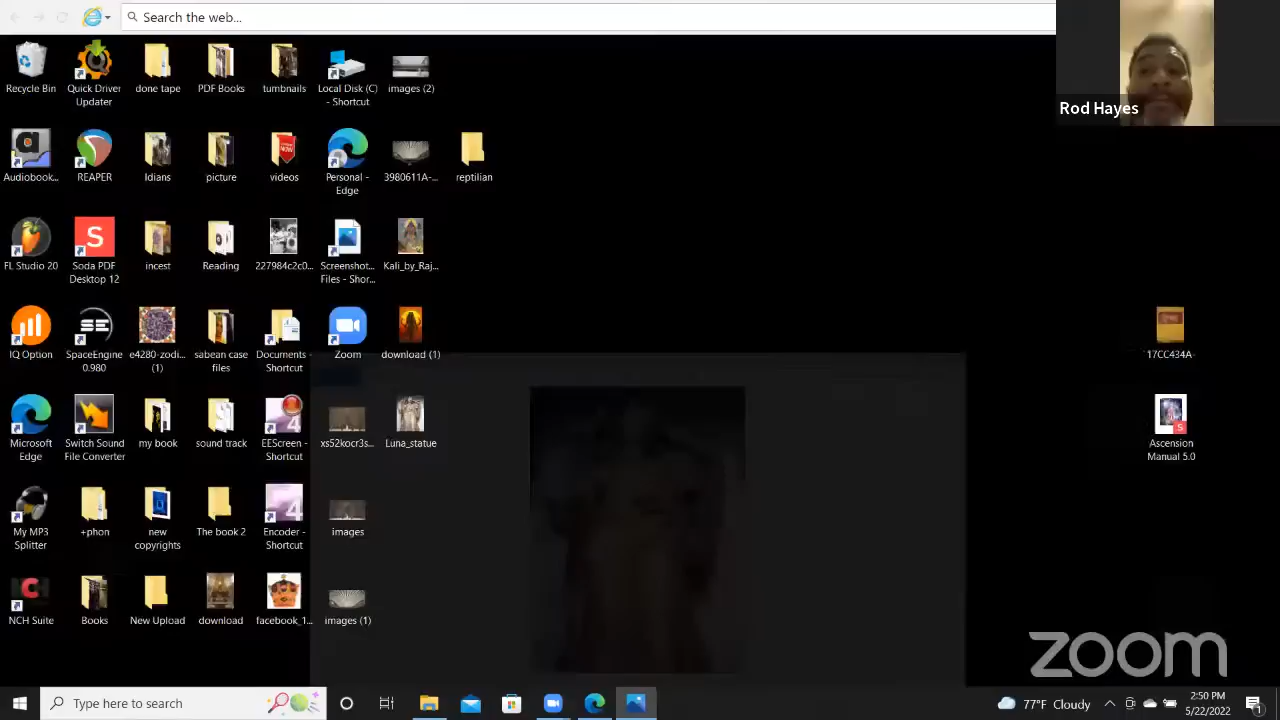 Search the web...
Rod Hayes
Recycle Bin
Quick Driver
Updater
done tape
PDF Books
tumbnails
Local Disk (C)
- Shortcut
images (2)
Audiobook...
REAPER
Idians
picture
videos
Personal -
Edge
3980611A-...
reptilian
FL Studio 20
Soda PDF
Desktop 12
incest
Reading
227984c2c0...
Screenshot...
Files - Shor...
Kali_by_Raj...
IQ Option
SpaceEngine
0.980
e4280-zodi...
(1)
sabean case
files
Documents -
Shortcut
Zoom
download (1)
17CC434A-
Microsoft
Edge
Switch Sound
File Converter
my book
sound track
EEScreen -
Shortcut
xs52kocr3s...
Luna_statue
Ascension
Manual 5.0
My MP3
Splitter
+phon
new
copyrights
The book 2
Encoder -
Shortcut
images
NCH Suite
Books
New Upload
download
facebook_1...
images (1)
zoom
Type here to search
77°F Cloudy
2:50 PM
5/22/2022
1